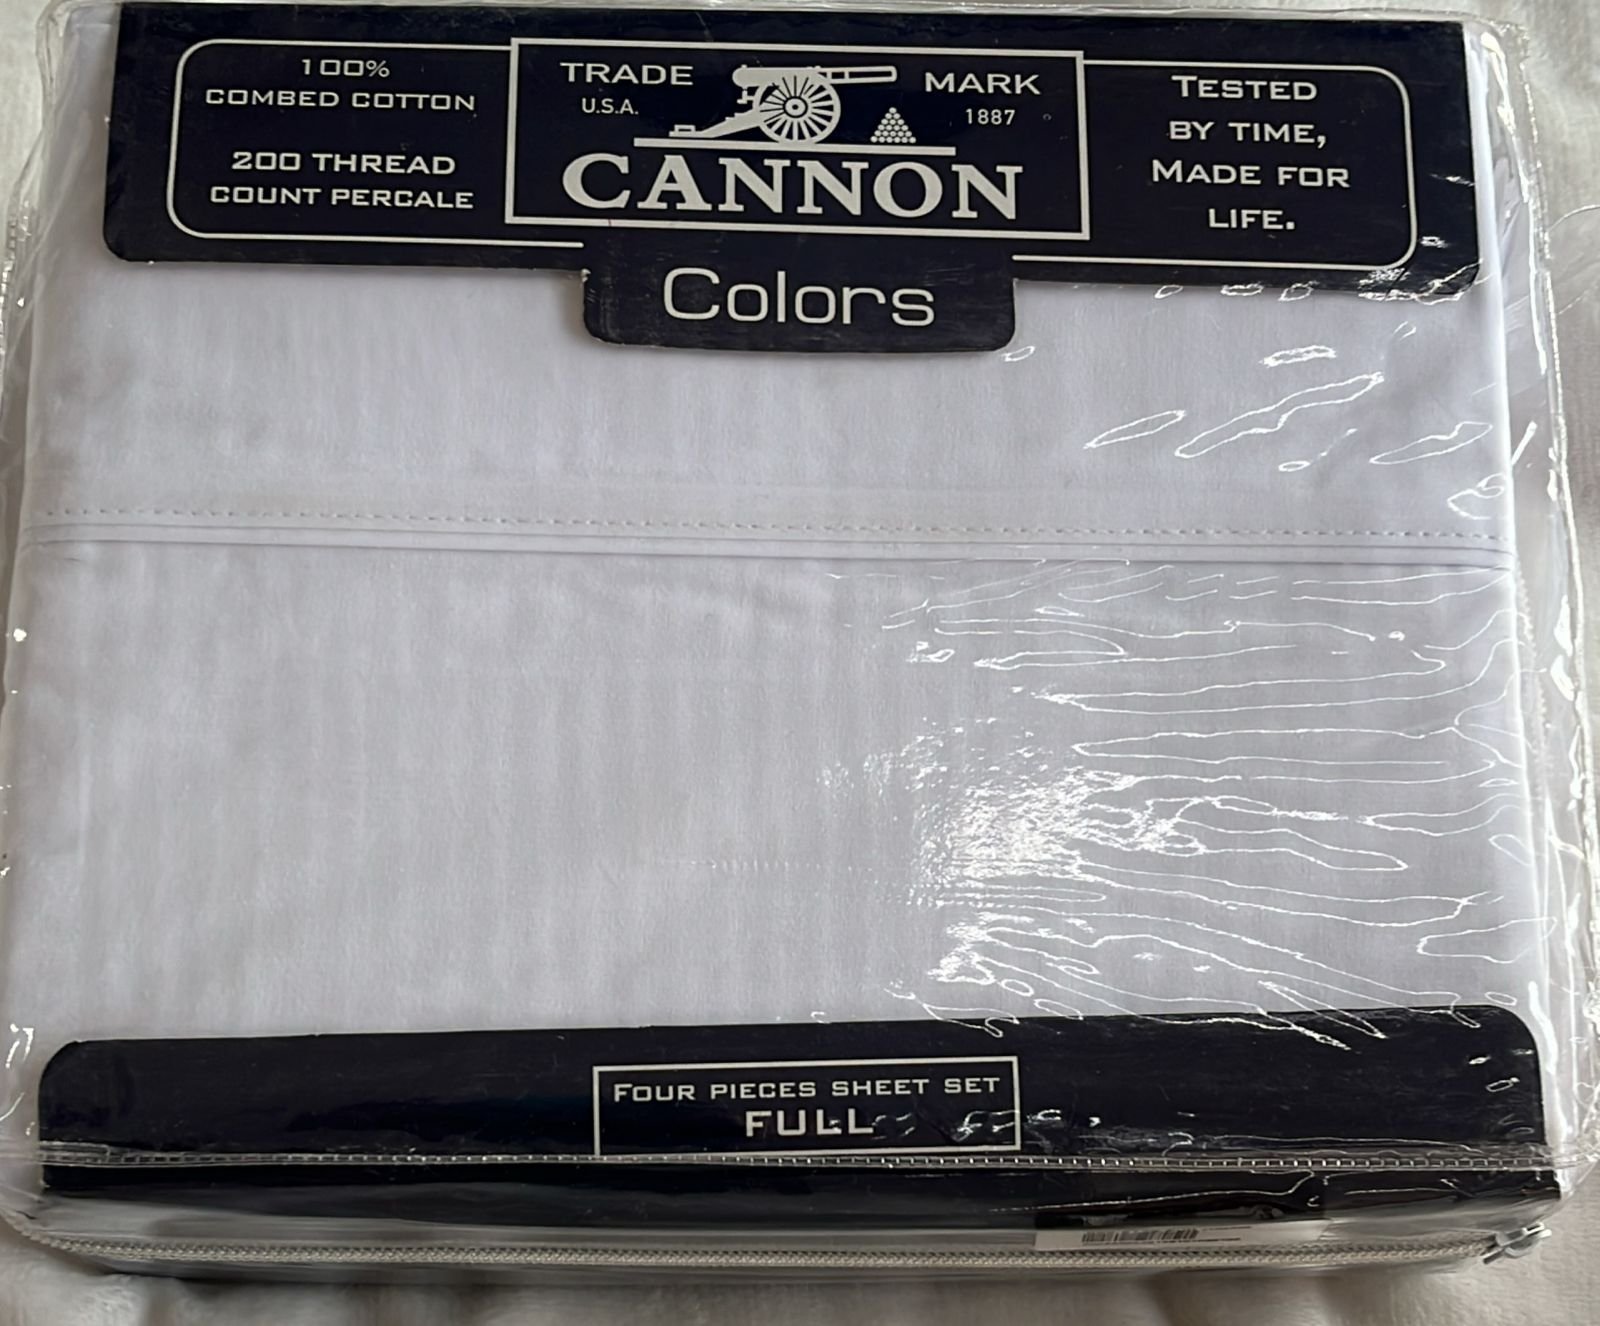 100%
COMBED COTTON
200 THREAD
COUNT PERCALE
TRADE MARK
U.S.A. 1887
CANNON
Colors
TESTED
BY TIME,
MADE FOR
LIFE.
FOUR PIECES SHEET SET
FULL